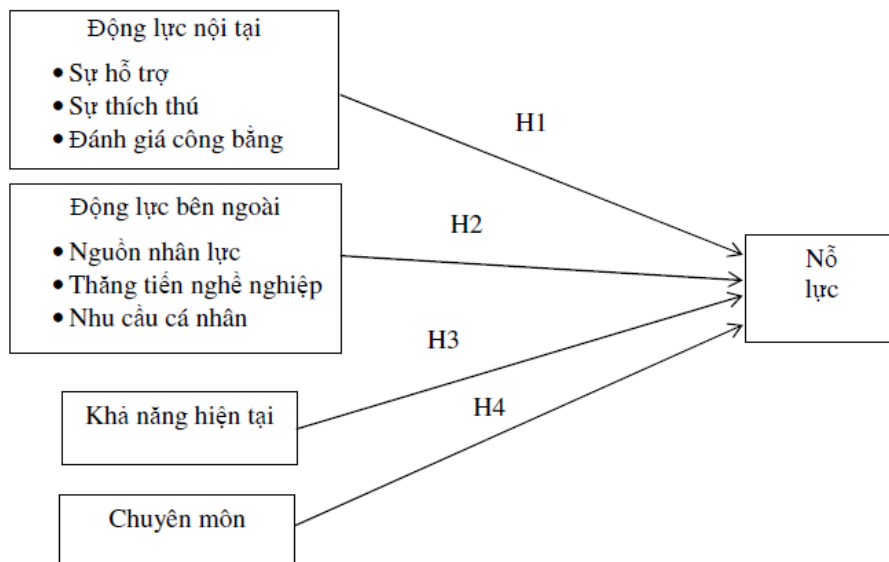 Động lực nội tại
• Sự hỗ trợ
• Sự thích thú
• Đánh giá công bằng
H1
Động lực bên ngoài
• Nguồn nhân lực
• Thăng tiến nghề nghiệp
• Nhu cầu cá nhân
H2
Nỗ
lực
H3
Khả năng hiện tại
H4
Chuyên môn